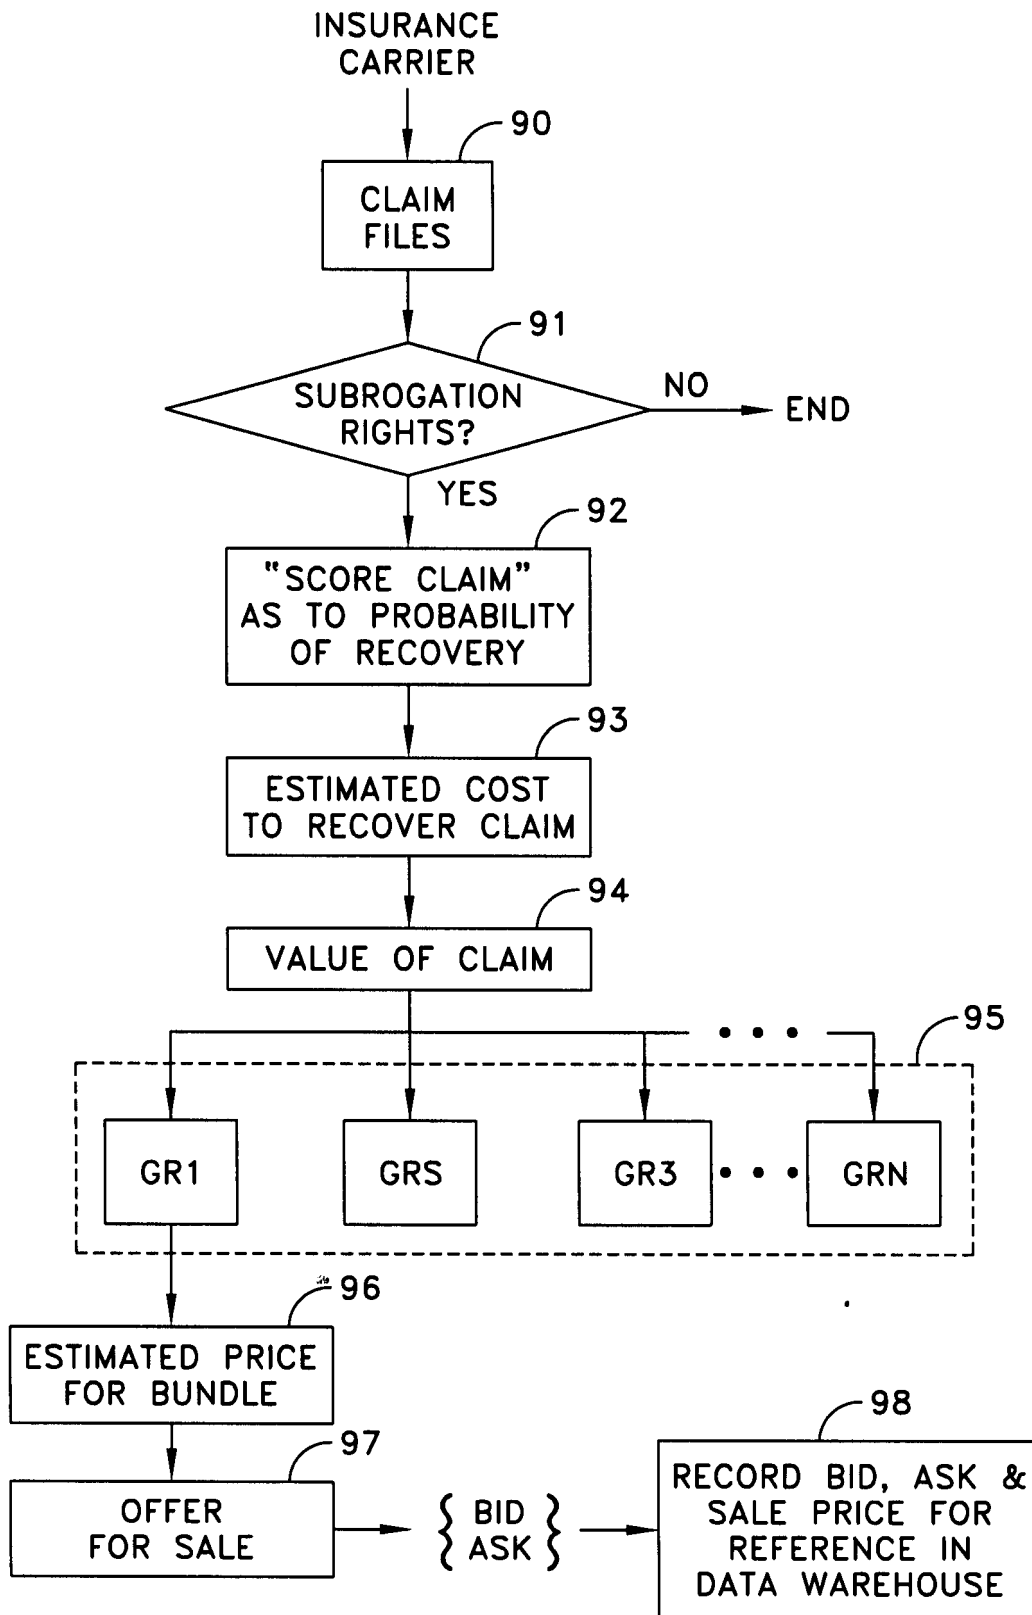 INSURANCE
CARRIER
90
CLAIM
FILES
91
SUBROGATION
RIGHTS?
NO
END
YES
92
"SCORE CLAIM"
AS TO PROBABILITY
OF RECOVERY
93
ESTIMATED COST
TO RECOVER CLAIM
94
VALUE OF CLAIM
95
GR1
GRS
GR3
GRN
96
ESTIMATED PRICE
FOR BUNDLE
97
OFFER
FOR SALE
BID
ASK
98
RECORD BID, ASK &
SALE PRICE FOR
REFERENCE IN
DATA WAREHOUSE